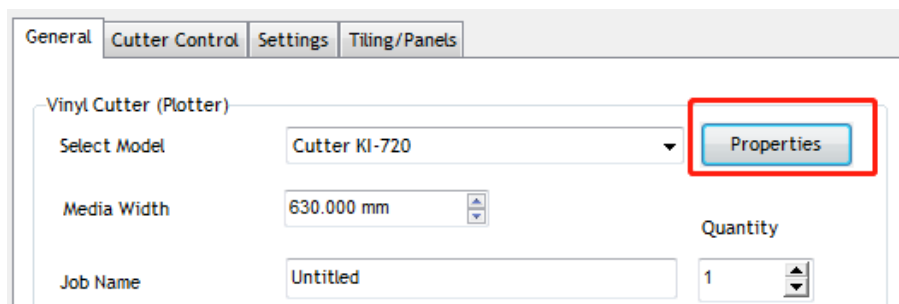 General Cutter Control Settings Tiling/Panels
Vinyl Cutter (Plotter)
Select Model Cutter KI-720 Properties
Media Width 630.000 mm
Quantity
Job Name Untitled 1